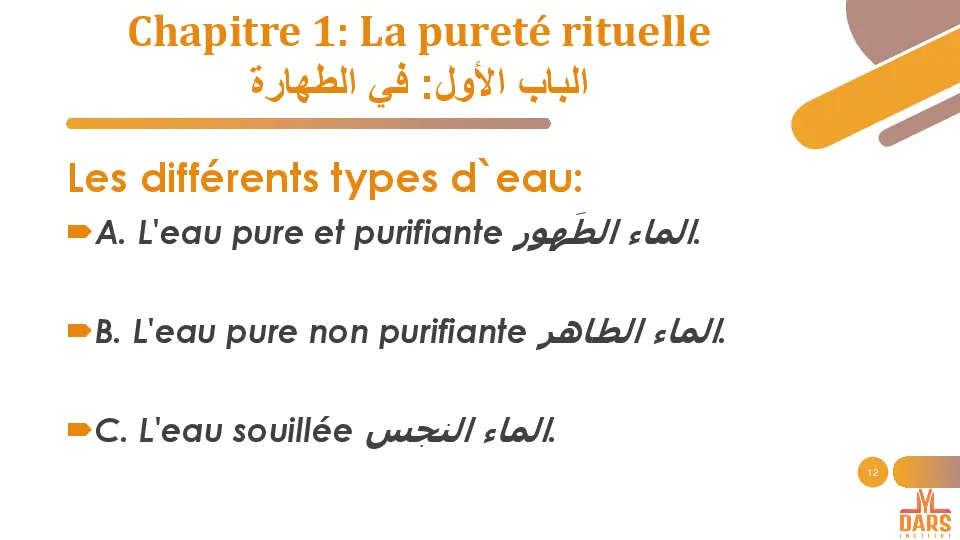 Chapitre 1: La pureté rituelle
الباب الأول: في الطهارة
Les différents types d`eau:
A. L'eau pure et purifiante الماء الطَهور.
B. L'eau pure non purifiante الماء الطاهر.
C. L'eau souillée الماء النجس.
12
DARS
INSTITUT